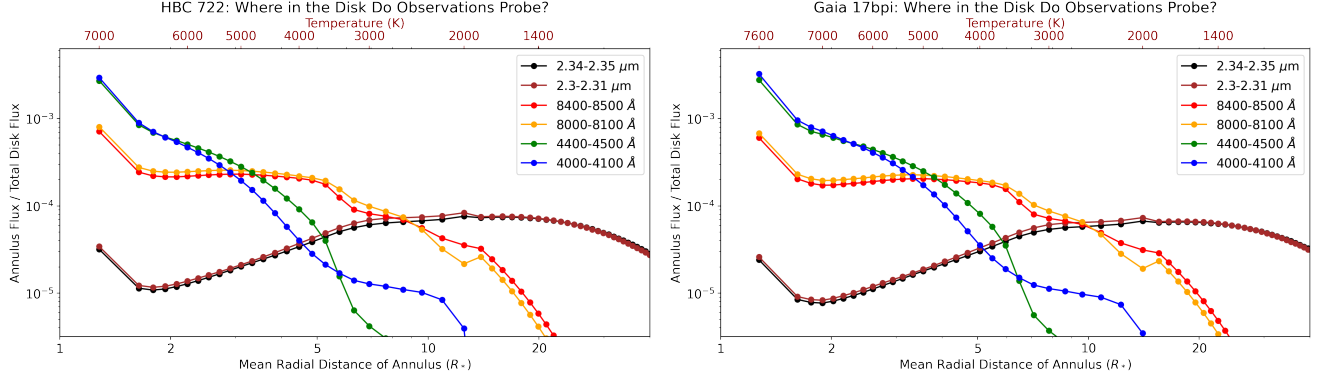 HBC 722: Where in the Disk Do Observations Probe?
Temperature (K)
7000 6000 5000 4000 3000 2000 1400
Annulus Flux / Total Disk Flux
10⁻³
10⁻⁴
10⁻⁵
2.34-2.35 μm
2.3-2.31 μm
8400-8500 Å
8000-8100 Å
4400-4500 Å
4000-4100 Å
1 2 5 10 20
Mean Radial Distance of Annulus (R*)
Gaia 17bpi: Where in the Disk Do Observations Probe?
Temperature (K)
7600 7000 6000 5000 4000 3000 2000 1400
Annulus Flux / Total Disk Flux
10⁻³
10⁻⁴
10⁻⁵
2.34-2.35 μm
2.3-2.31 μm
8400-8500 Å
8000-8100 Å
4400-4500 Å
4000-4100 Å
1 2 5 10 20
Mean Radial Distance of Annulus (R*)